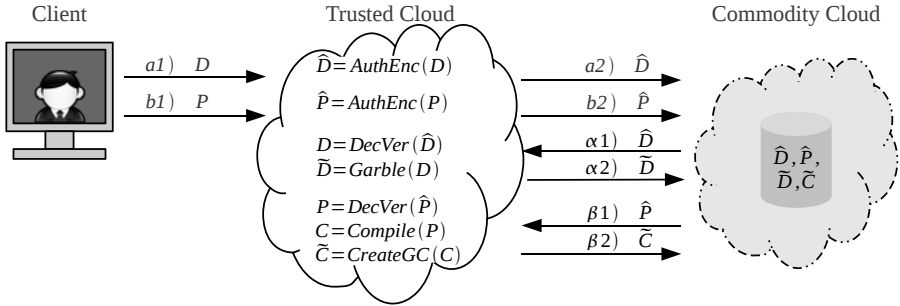 Client
Trusted Cloud
Commodity Cloud
a1) D
b1) P
D̂=AuthEnc(D)
P̂=AuthEnc(P)
D=DecVer(D̂)
D̃=Garble(D)
P=DecVer(P̂)
C=Compile(P)
C̃=CreateGC(C)
a2) D̂
b2) P̂
α1) D̂
α2) D̃
β1) P̂
β2) C̃
D̂,P̂,
D̃,C̃